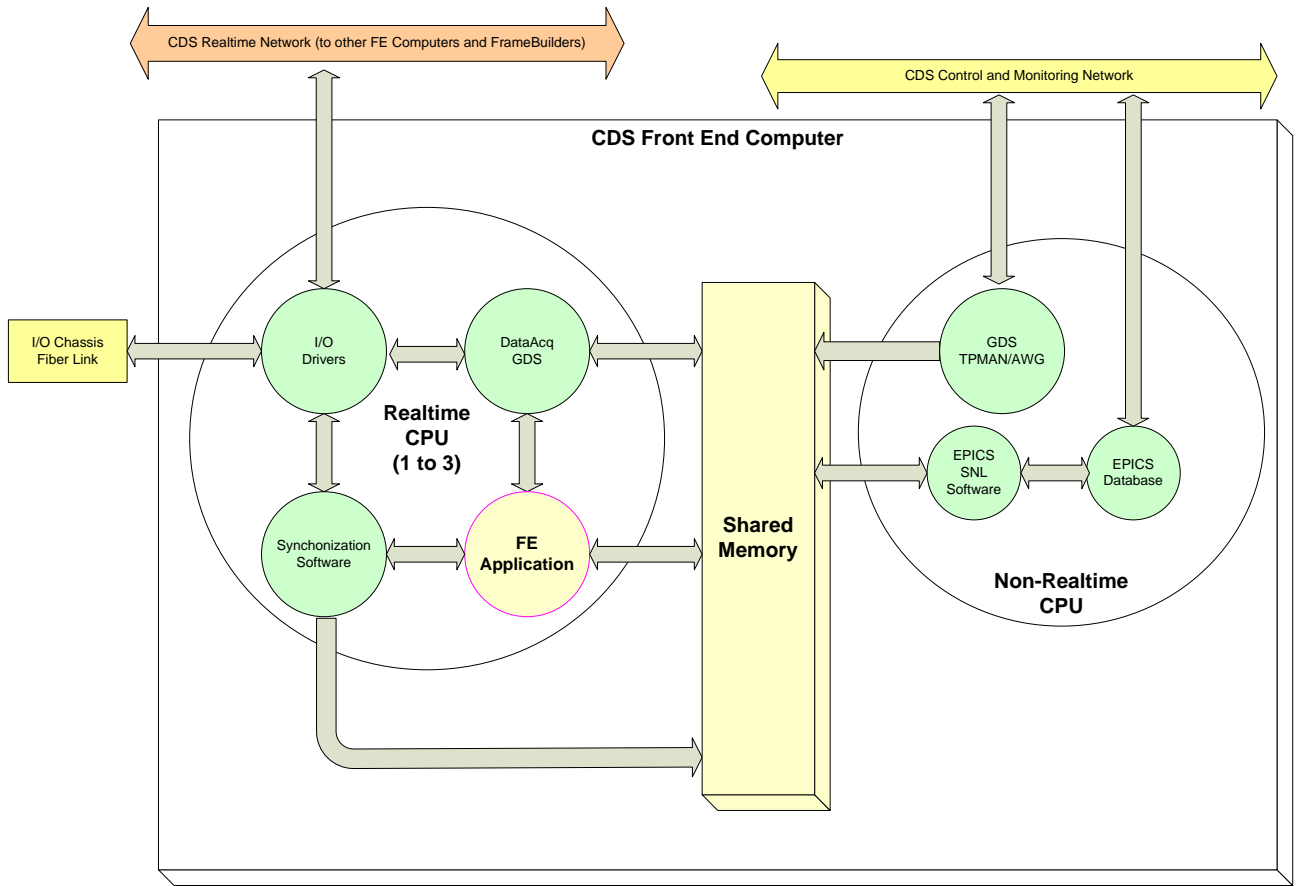 CDS Realtime Network (to other FE Computers and FrameBuilders)
CDS Control and Monitoring Network
CDS Front End Computer
I/O Chassis
Fiber Link
I/O
Drivers
DataAcq
GDS
Realtime
CPU
(1 to 3)
Synchonization
Software
FE
Application
Shared
Memory
GDS
TPMAN/AWG
EPICS
SNL
Software
EPICS
Database
Non-Realtime
CPU